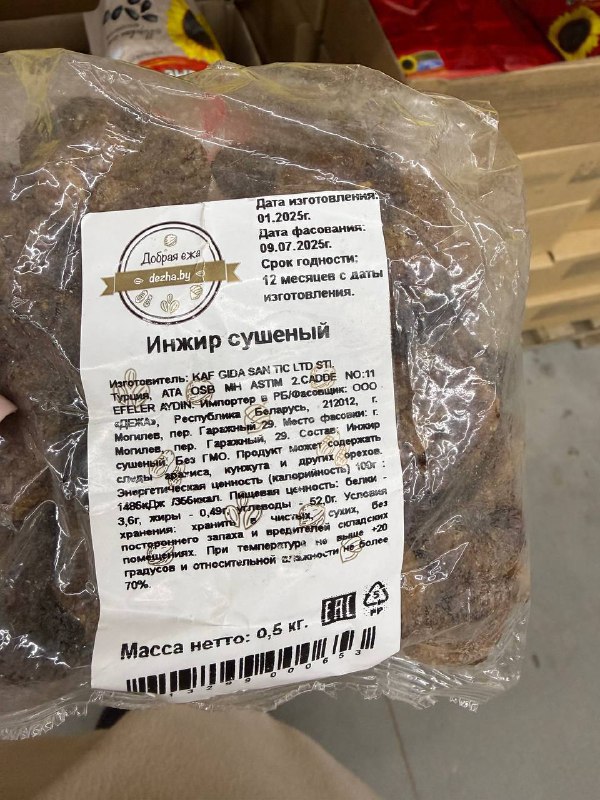 Дата изготовления:
01.2025г.
Дата фасования:
09.07.2025г.
Срок годности:
12 месяцев с даты
изготовления.
Добрая ежа
dezha.by
Инжир сушеный
Изготовитель: KAF GIDA SAN TIC LTD STI,
Турция, ATA OSB MH ASTIM 2.CADDE NO:11
EFELER AYDIN. Импортер в РБ/Фасовщик: ООО
«ДЕЖА», Республика Беларусь, 212012, г.
Могилев, пер. Гаражный, 29. Место фасовки: г.
Могилев, пер. Гаражный, 29. Состав: Инжир
сушеный. Без ГМО. Продукт может содержать
следы арахиса, кунжута и других орехов.
Энергетическая ценность (калорийность) 100г :
1486кДж /355ккал. Пищевая ценность: белки -
3,6г, жиры - 0,49г, углеводы - 52,0г. Условия
хранения: хранить в чистых, сухих, без
постороннего запаха и вредителей складских
помещениях. При температуре не выше +20
градусов и относительной влажности не более
70%.
EAC
5
PP
Масса нетто: 0,5 кг.